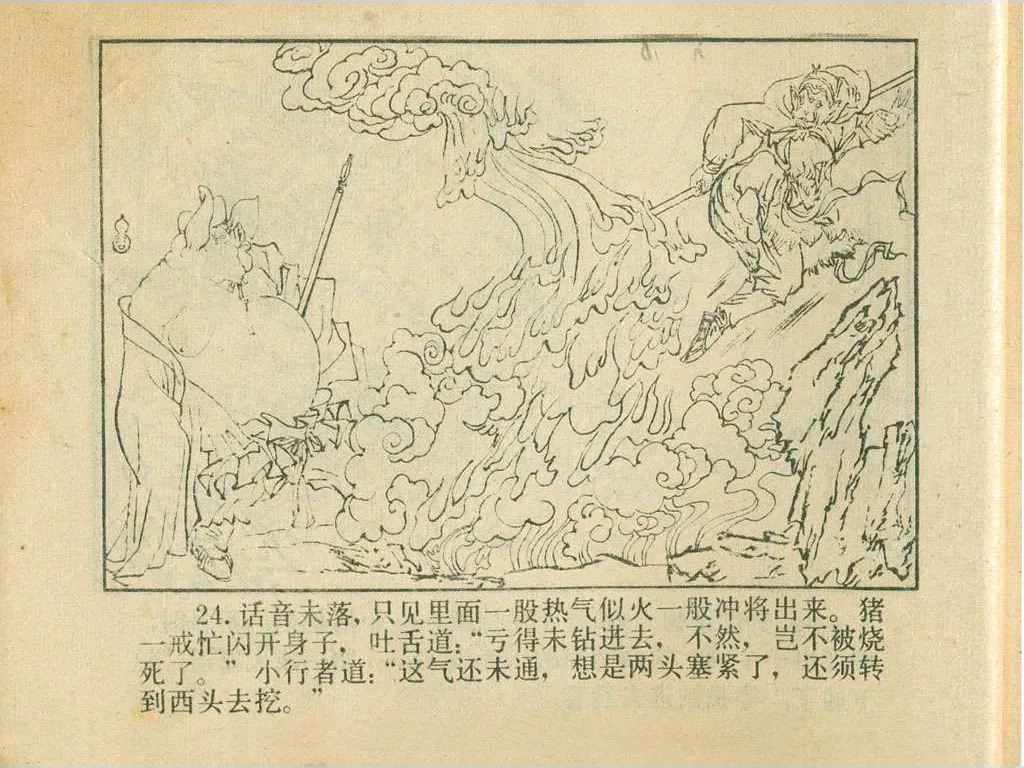 24. 话音未落，只见里面一股热气似火一股冲将出来。猪
一戒忙闪开身子，吐舌道：“亏得未钻进去，不然，岂不被烧
死了。” 小行者道：“这气还未通，想是两头塞紧了，还须转
到西头去挖。”